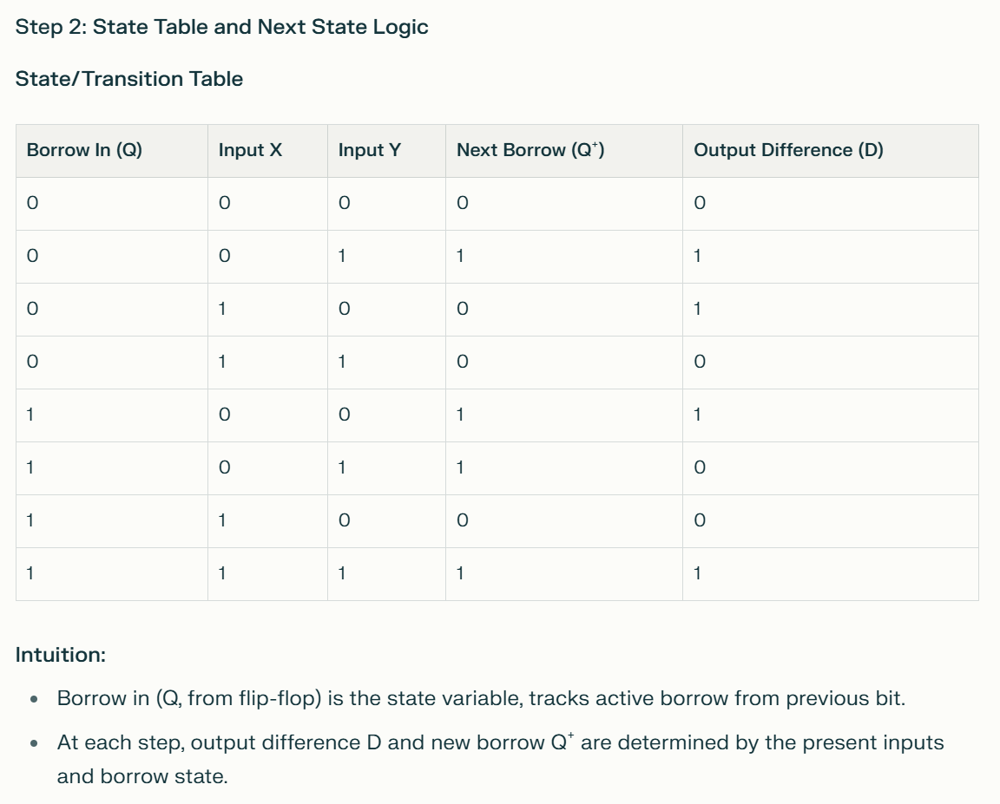 Step 2: State Table and Next State Logic
State/Transition Table
Borrow In (Q) Input X Input Y Next Borrow (Q⁺) Output Difference (D)
0 0 0 0 0
0 0 1 1 1
0 1 0 0 1
0 1 1 0 0
1 0 0 1 1
1 0 1 1 0
1 1 0 0 0
1 1 1 1 1
Intuition:
• Borrow in (Q, from flip-flop) is the state variable, tracks active borrow from previous bit.
• At each step, output difference D and new borrow Q⁺ are determined by the present inputs
and borrow state.